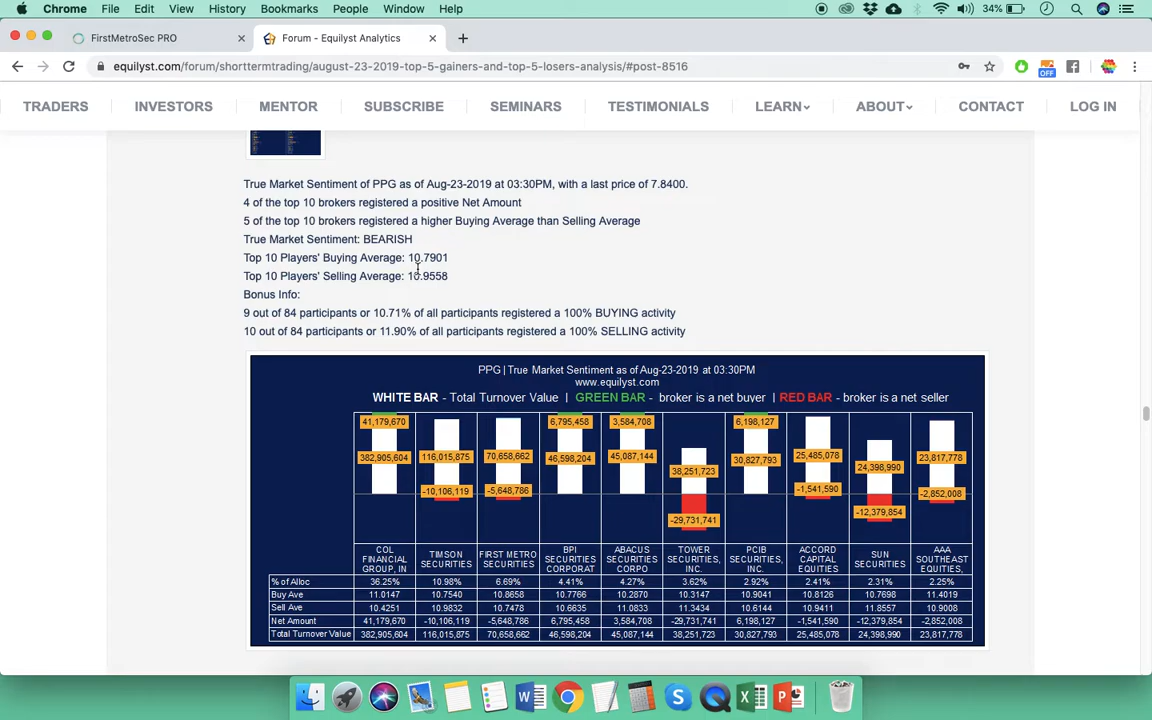 Chrome File Edit View History Bookmarks People Window Help 34%
FirstMetroSec PRO Forum - Equilyst Analytics
equilyst.com/forum/shorttermtrading/august-23-2019-top-5-gainers-and-top-5-losers-analysis/#post-8516 OFF
TRADERS INVESTORS MENTOR SUBSCRIBE SEMINARS TESTIMONIALS LEARN ABOUT CONTACT LOG IN
True Market Sentiment of PPG as of Aug-23-2019 at 03:30PM, with a last price of 7.8400.
4 of the top 10 brokers registered a positive Net Amount
5 of the top 10 brokers registered a higher Buying Average than Selling Average
True Market Sentiment: BEARISH
Top 10 Players' Buying Average: 10.7901
Top 10 Players' Selling Average: 10.9558
Bonus Info:
9 out of 84 participants or 10.71% of all participants registered a 100% BUYING activity
10 out of 84 participants or 11.90% of all participants registered a 100% SELLING activity
PPG | True Market Sentiment as of Aug-23-2019 at 03:30PM
www.equilyst.com
WHITE BAR - Total Turnover Value | GREEN BAR - broker is a net buyer | RED BAR - broker is a net seller
41,179,670 6,795,458 3,584,708 6,198,127
382,905,604 116,015,875 70,658,662 46,598,204 45,087,144 38,251,723 30,827,793 25,485,078 24,398,990 23,817,778
-10,106,119 -5,648,786 -29,731,741 -1,541,590 -12,379,854 -2,852,008
COL FINANCIAL GROUP, IN TIMSON SECURITIES FIRST METRO SECURITIES BPI SECURITIES CORPORAT ABACUS SECURITIES CORPO TOWER SECURITIES, INC. PCIB SECURITIES, INC. ACCORD CAPITAL EQUITIES SUN SECURITIES AAA SOUTHEAST EQUITIES,
% of Alloc 36.25% 10.98% 6.69% 4.41% 4.27% 3.62% 2.92% 2.41% 2.31% 2.25%
Buy Ave 11.0147 10.7540 10.8658 10.7766 10.2870 10.3147 10.9041 10.8126 10.7698 11.4019
Sell Ave 10.4251 10.9832 10.7478 10.6635 11.0833 11.3434 10.6144 10.9411 11.8557 10.9008
Net Amount 41,179,670 -10,106,119 -5,648,786 6,795,458 3,584,708 -29,731,741 6,198,127 -1,541,590 -12,379,854 -2,852,008
Total Turnover Value 382,905,604 116,015,875 70,658,662 46,598,204 45,087,144 38,251,723 30,827,793 25,485,078 24,398,990 23,817,778